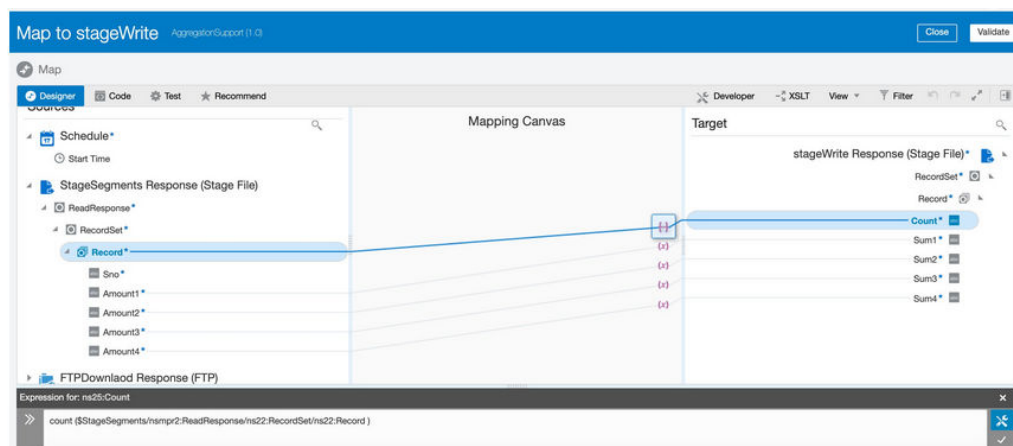 Map to stageWrite AggregationSupport (1.0) Close Validate
Map
Designer Code Test Recommend Developer XSLT View Filter
Sources Mapping Canvas Target
Schedule*
Start Time
StageSegments Response (Stage File)
ReadResponse*
RecordSet*
Record*
Sno*
Amount1*
Amount2*
Amount3*
Amount4*
FTPDownlaod Response (FTP)
stageWrite Response (Stage File)*
RecordSet*
Record*
Count*
Sum1*
Sum2*
Sum3*
Sum4*
Expression for: ns25:Count
count ($StageSegments/nsmpr2:ReadResponse/ns22:RecordSet/ns22:Record )